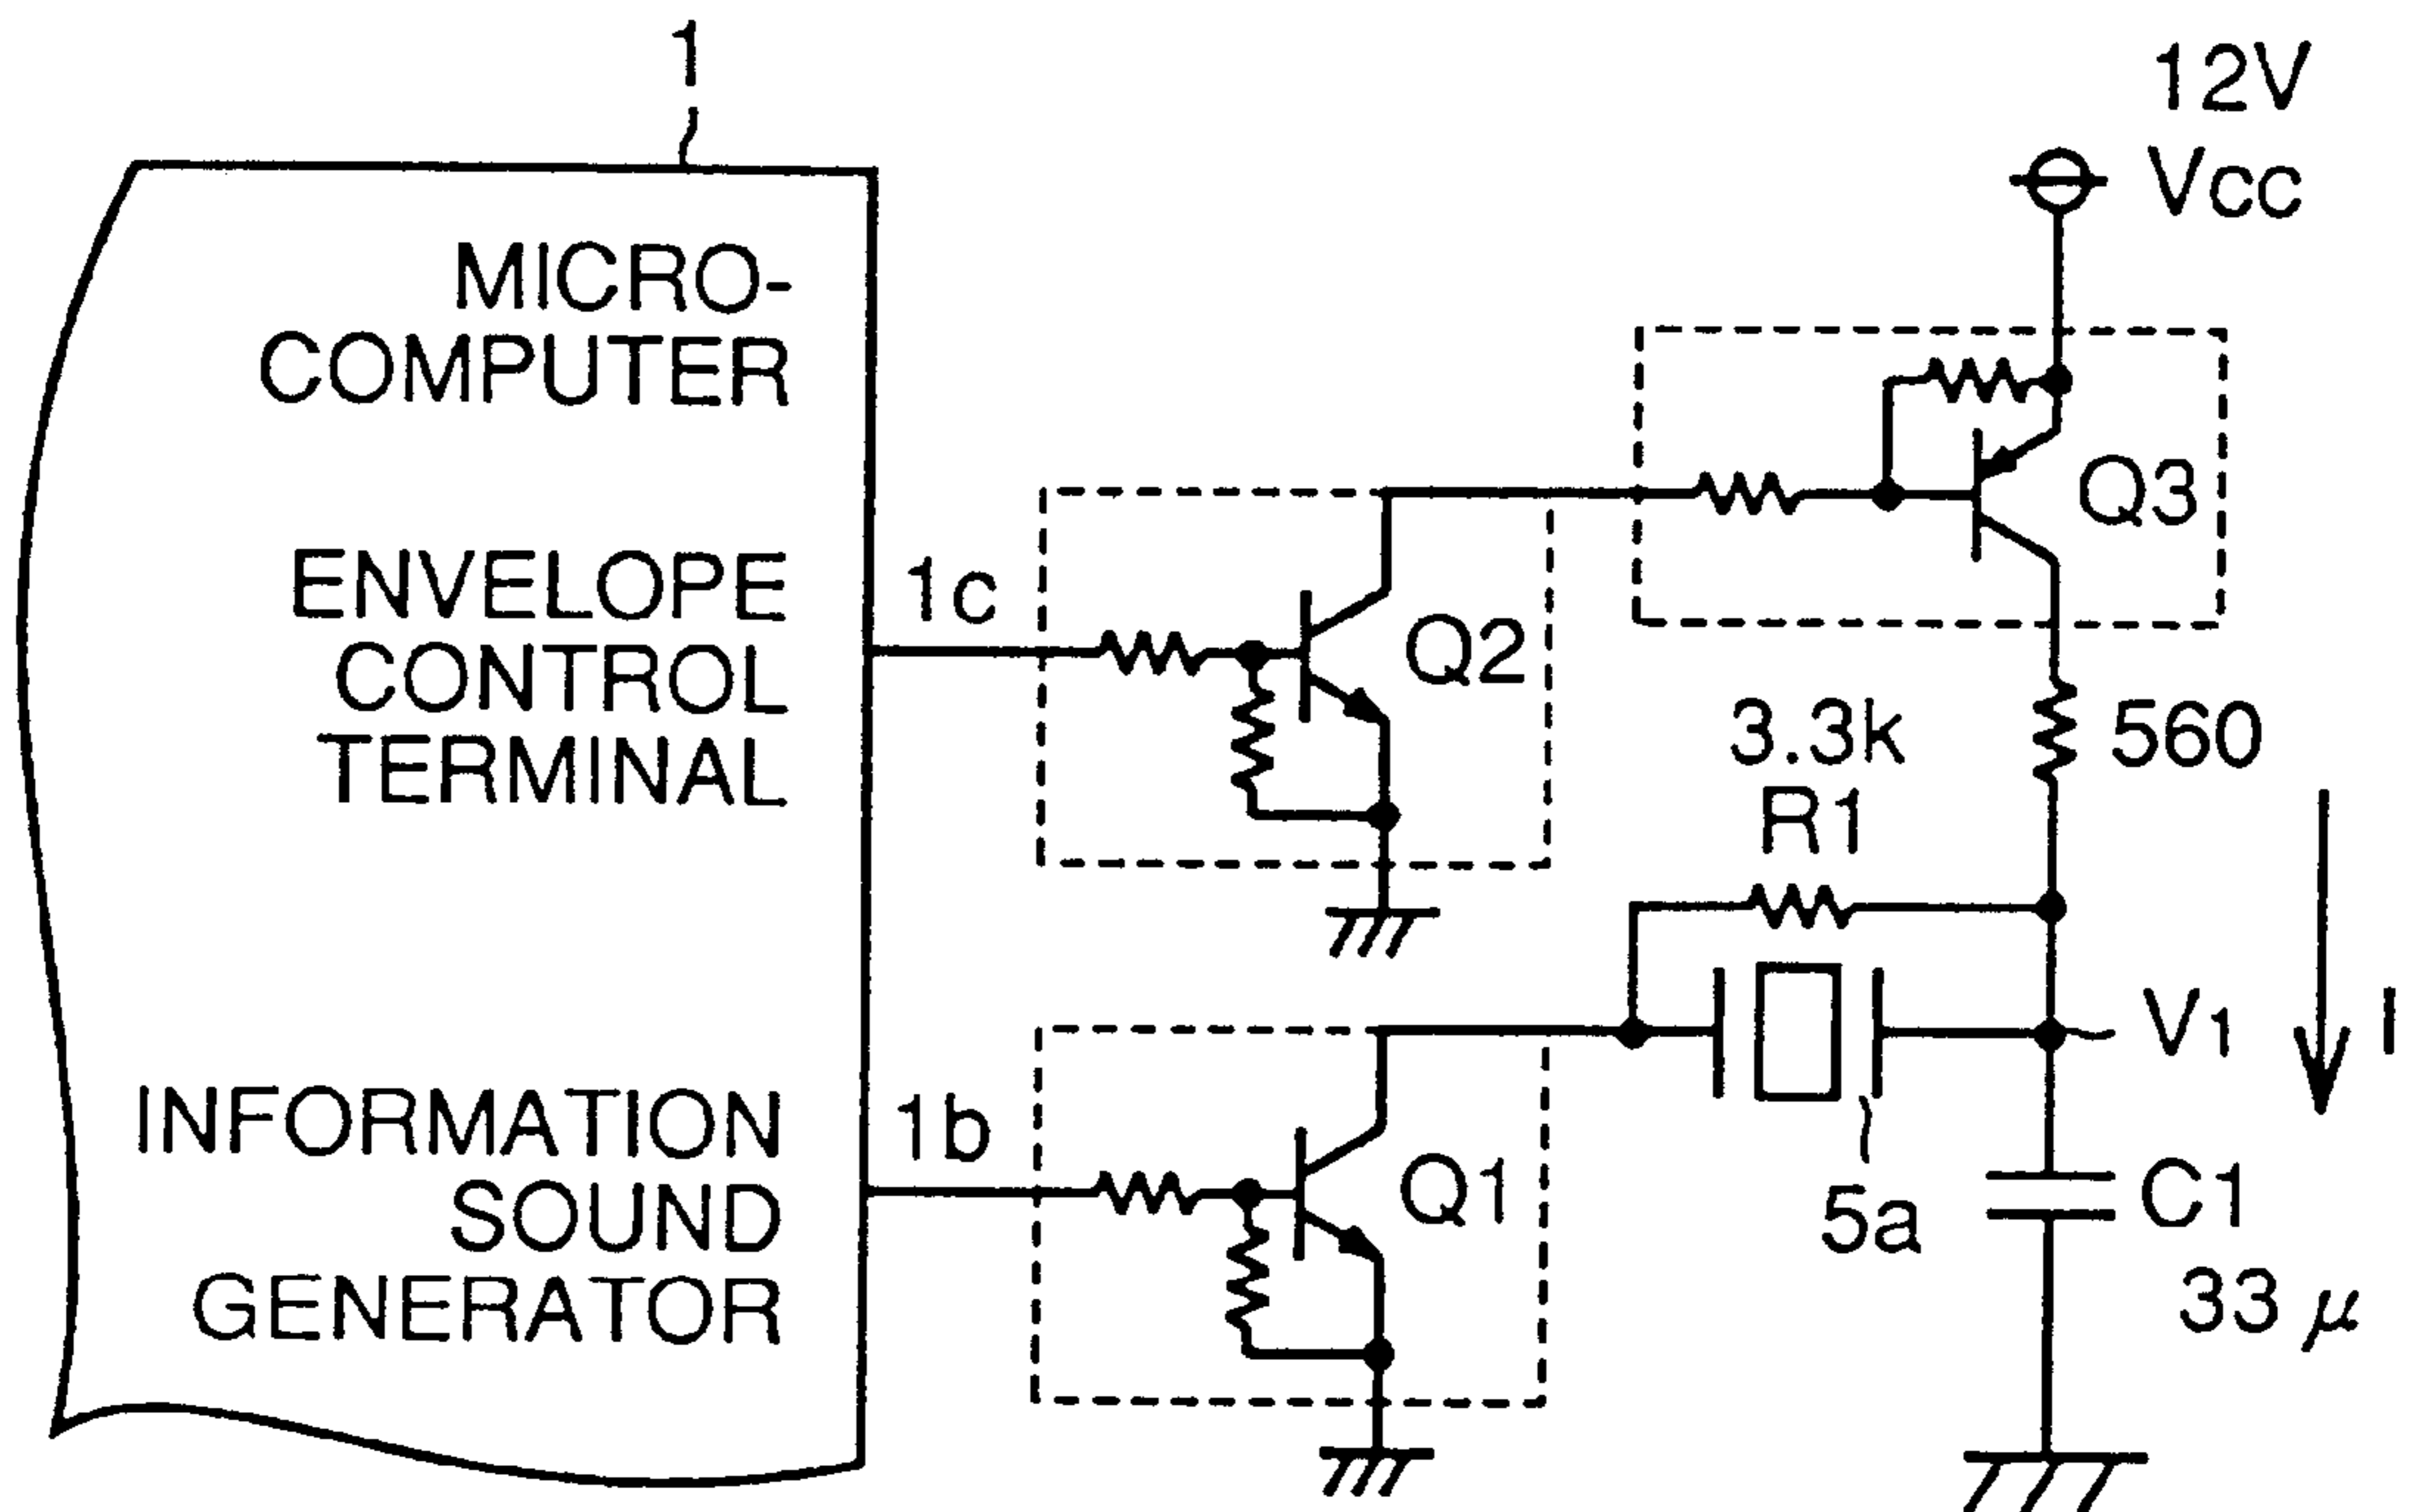 1
12V
Vcc
MICRO-
COMPUTER
Q3
ENVELOPE
CONTROL
TERMINAL
1c
Q2
3.3k
R1
560
V1
I
INFORMATION
SOUND
GENERATOR
1b
Q1
5a
C1
33 μ